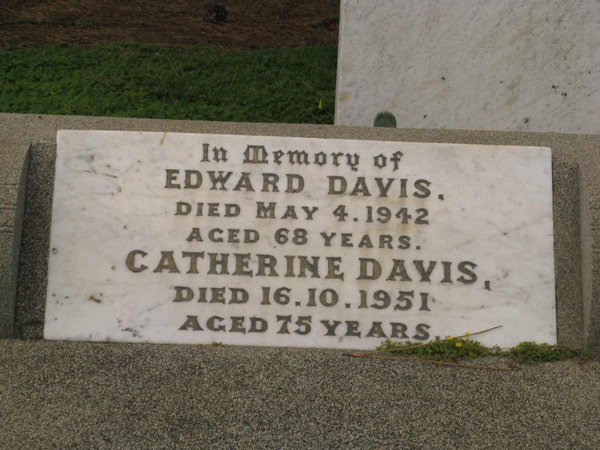 In Memory of
EDWARD DAVIS.
DIED MAY 4. 1942
AGED 68 YEARS.
CATHERINE DAVIS,
DIED 16.10.1951
AGED 75 YEARS.